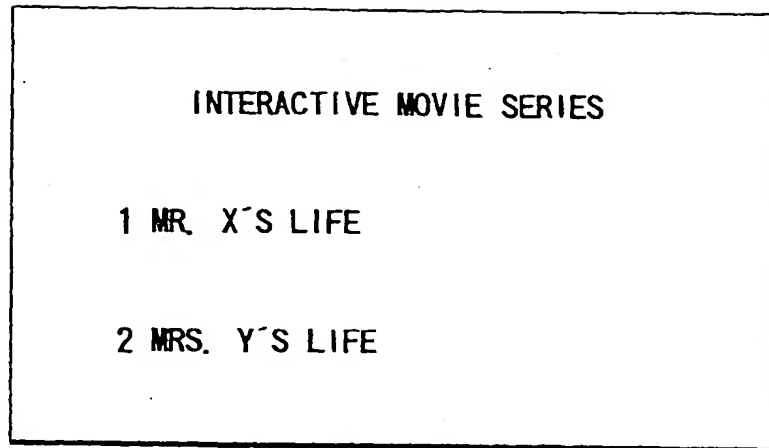 INTERACTIVE MOVIE SERIES
1 MR. X´S LIFE
2 MRS. Y´S LIFE